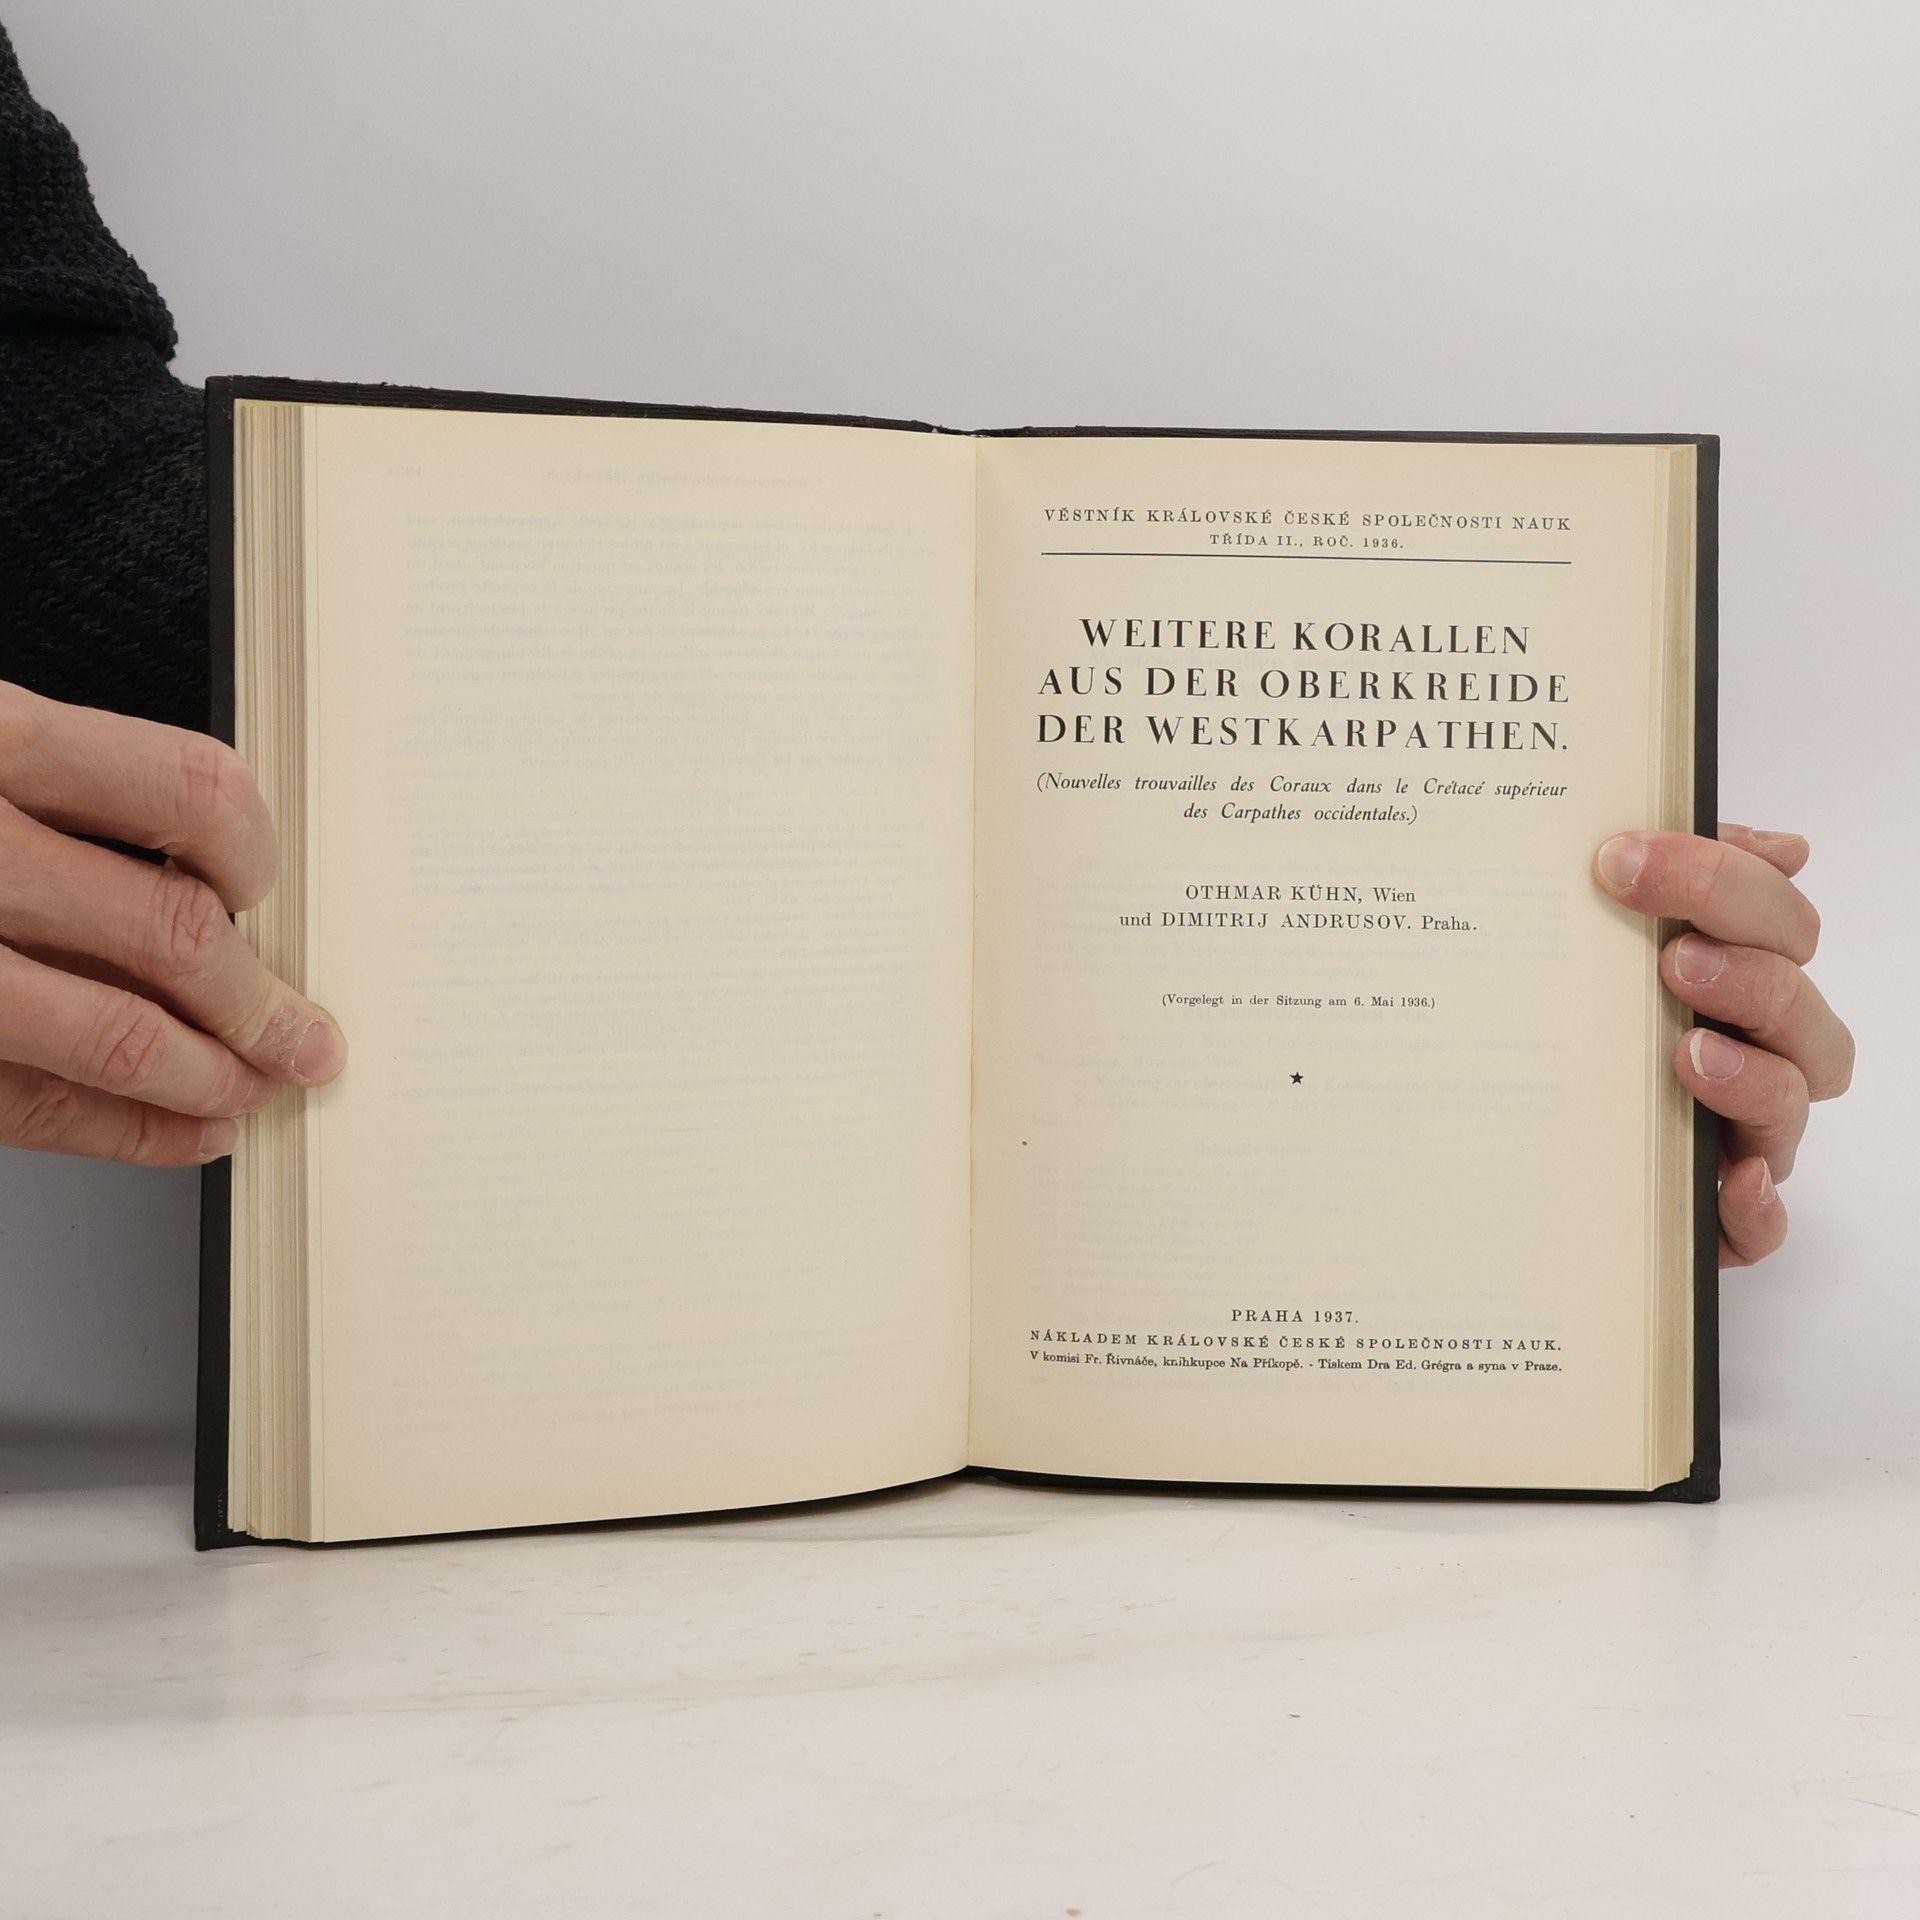 VĚSTNÍK KRÁLOVSKÉ ČESKÉ SPOLEČNOSTI NAUK
TŘÍDA II., ROČ. 1936.
WEITERE KORALLEN
AUS DER OBERKREIDE
DER WESTKARPATHEN.
(Nouvelles trouvailles des Coraux dans le Crétacé supérieur
des Carpathes occidentales.)
OTHMAR KÜHN, Wien
und DIMITRIJ ANDRUSOV. Praha.
(Vorgelegt in der Sitzung am 6. Mai 1936.)
★
PRAHA 1937.
NÁKLADEM KRÁLOVSKÉ ČESKÉ SPOLEČNOSTI NAUK.
V komisi Fr. Řivnáče, knihkupce Na Příkopě. - Tiskem Dra Ed. Grégra a syna v Praze.